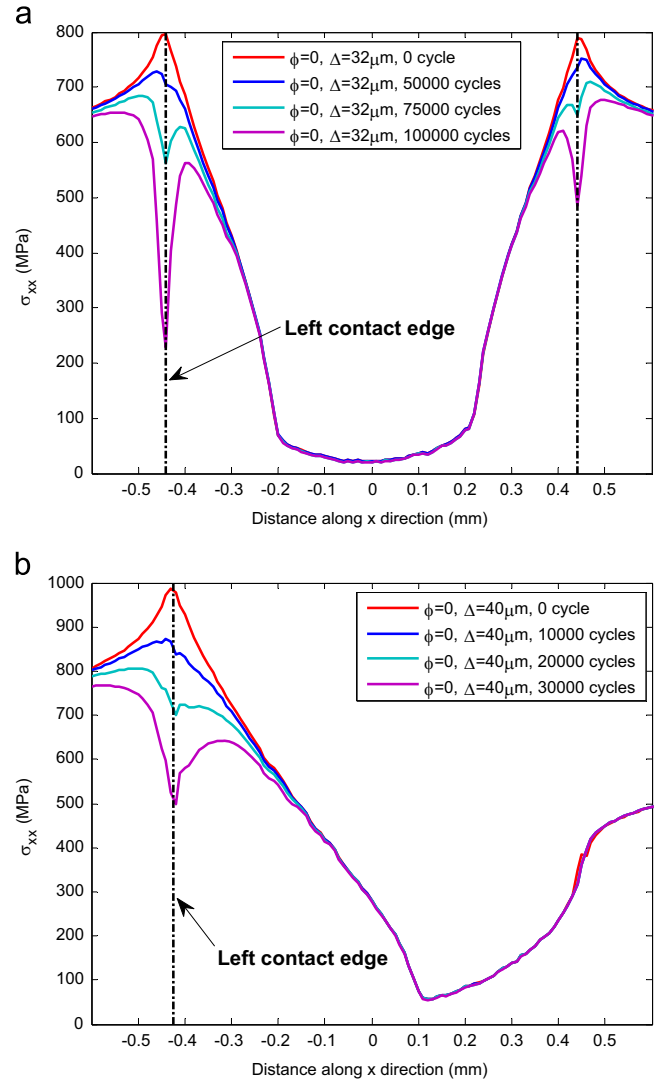 a
800
700
600
500
400
300
200
100
0
σxx (MPa)
ϕ=0, Δ=32μm, 0 cycle
ϕ=0, Δ=32μm, 50000 cycles
ϕ=0, Δ=32μm, 75000 cycles
ϕ=0, Δ=32μm, 100000 cycles
Left contact edge
-0.5 -0.4 -0.3 -0.2 -0.1 0 0.1 0.2 0.3 0.4 0.5
Distance along x direction (mm)
b
1000
900
800
700
600
500
400
300
200
100
0
σxx (MPa)
ϕ=0, Δ=40μm, 0 cycle
ϕ=0, Δ=40μm, 10000 cycles
ϕ=0, Δ=40μm, 20000 cycles
ϕ=0, Δ=40μm, 30000 cycles
Left contact edge
-0.5 -0.4 -0.3 -0.2 -0.1 0 0.1 0.2 0.3 0.4 0.5
Distance along x direction (mm)